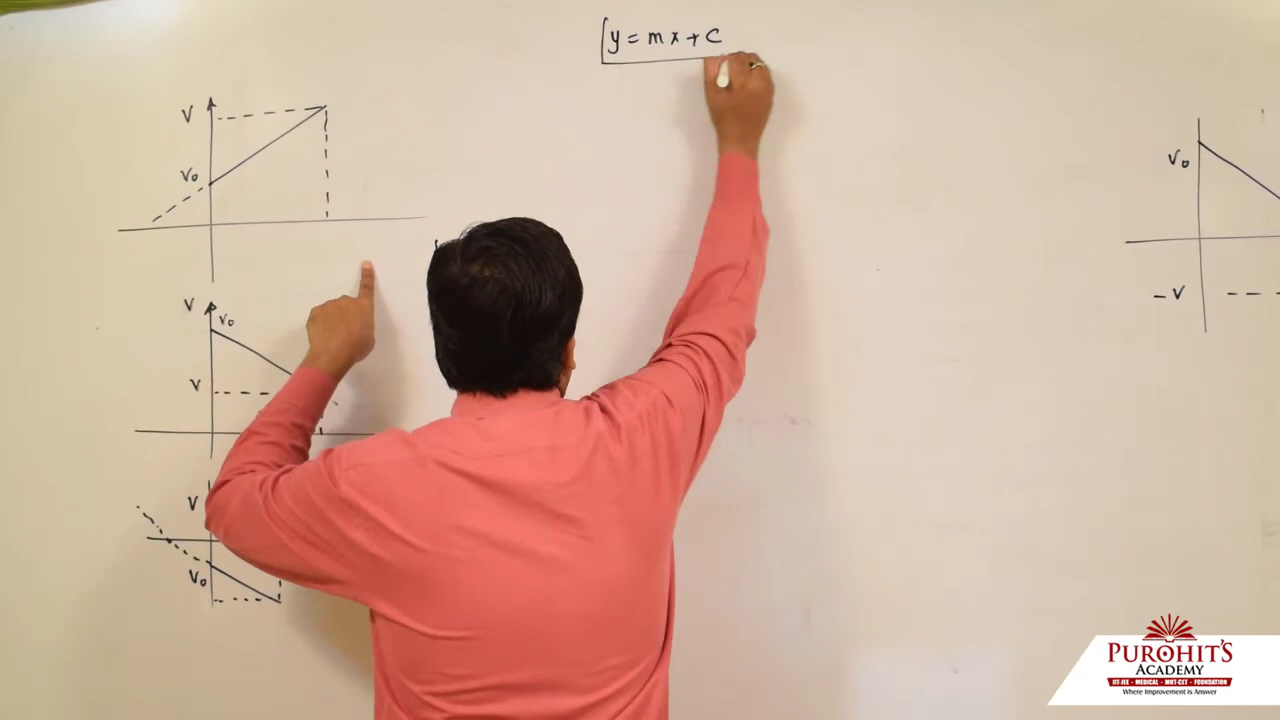 y = mx + c
V
V₀
V
V₀
V
V
V₀
V₀
-V
PUROHIT'S
ACADEMY
IIT-JEE - MEDICAL - MHT-CET - FOUNDATION
Where Improvement is Answer